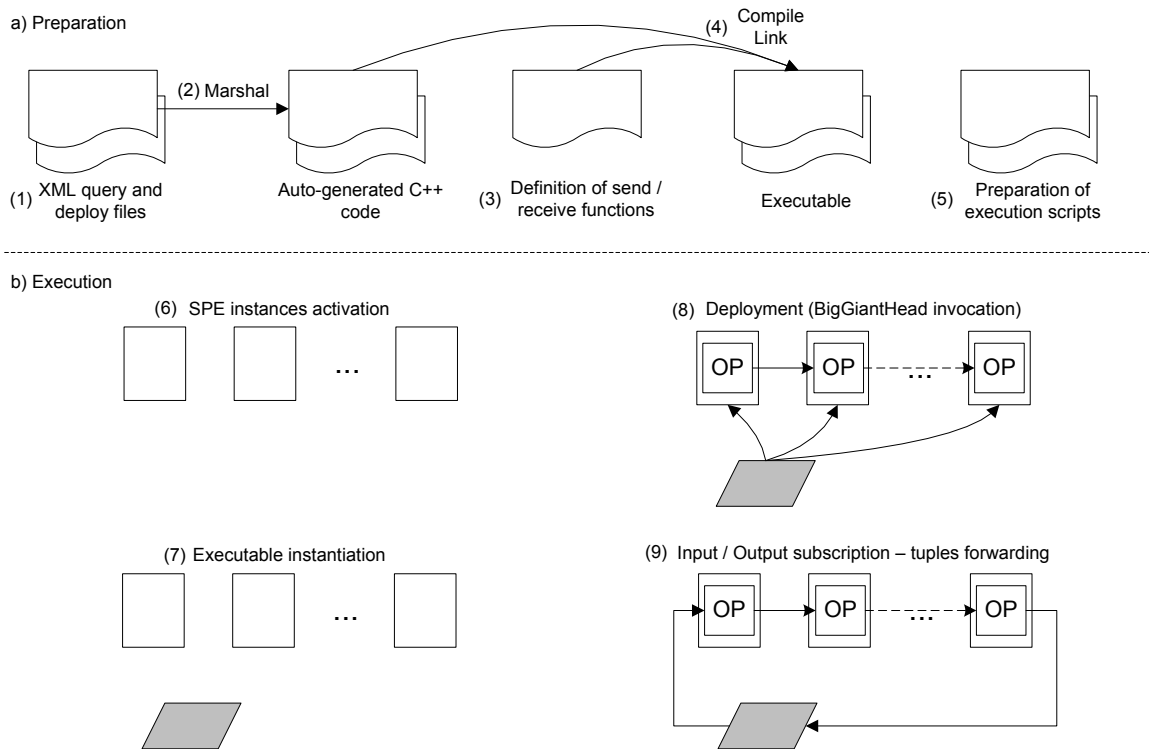 a) Preparation
(4) Compile
Link
(2) Marshal
(1) XML query and
deploy files
Auto-generated C++
code
(3) Definition of send /
receive functions
Executable
(5) Preparation of
execution scripts
b) Execution
(6) SPE instances activation
...
(8) Deployment (BigGiantHead invocation)
OP OP ... OP
(7) Executable instantiation
...
(9) Input / Output subscription – tuples forwarding
OP OP ... OP